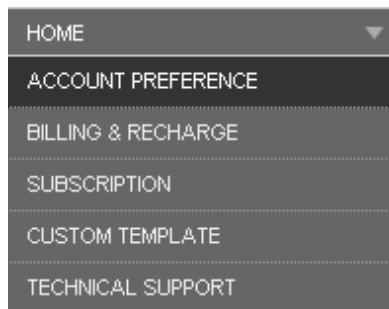 HOME
ACCOUNT PREFERENCE
BILLING & RECHARGE
SUBSCRIPTION
CUSTOM TEMPLATE
TECHNICAL SUPPORT